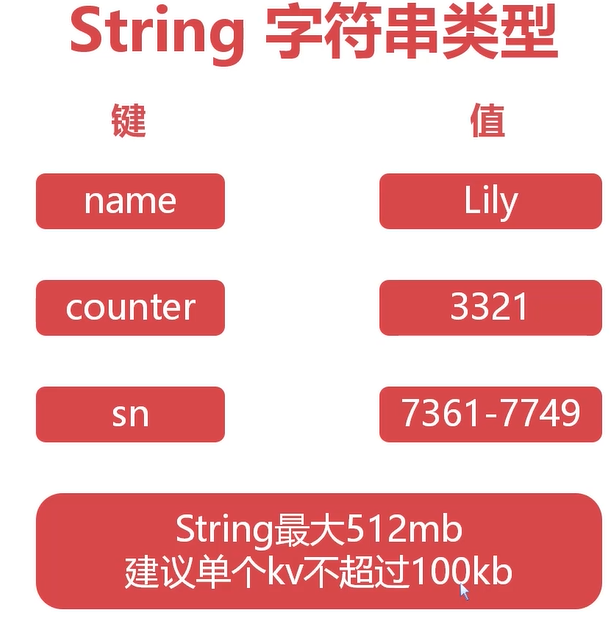 String 字符串类型
键 值
name Lily
counter 3321
sn 7361-7749
String最大512mb
建议单个kv不超过100kb